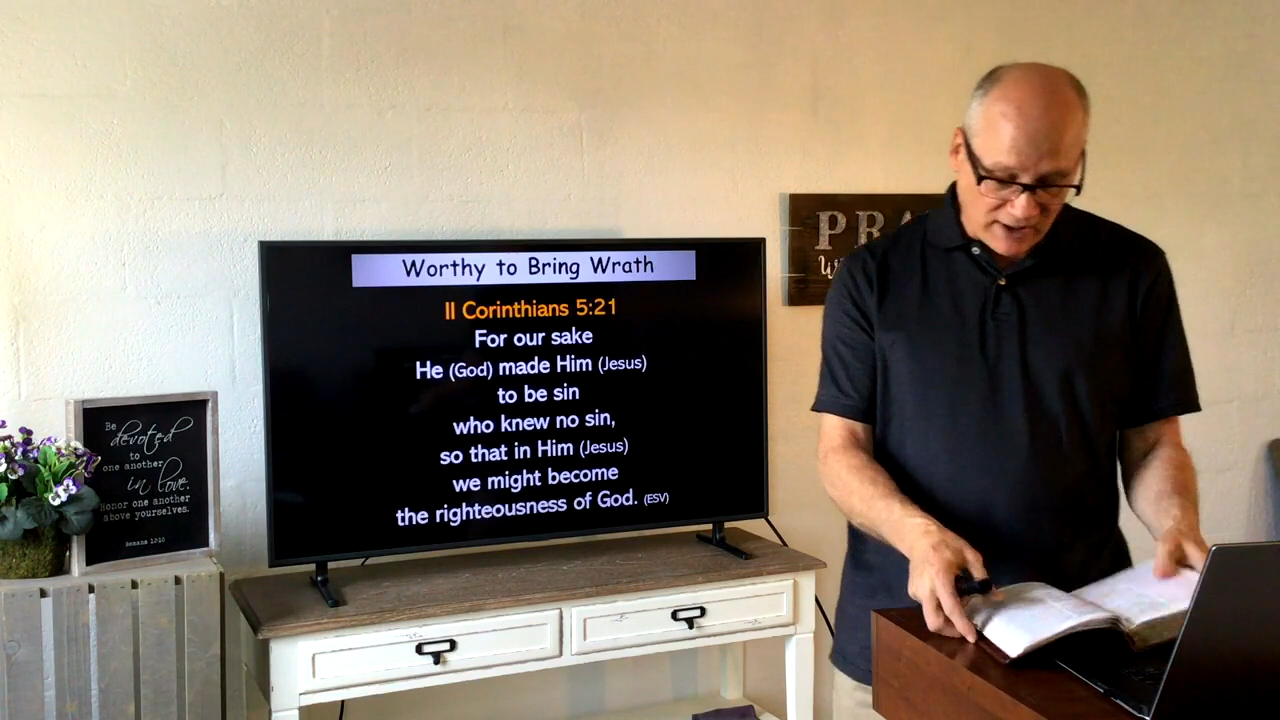 Worthy to Bring Wrath
II Corinthians 5:21
For our sake
He (God) made Him (Jesus)
to be sin
who knew no sin,
so that in Him (Jesus)
we might become
the righteousness of God. (ESV)
Be
devoted
to
one another
in love.
Honor one another
above yourselves.
Romans 12:10
PRA